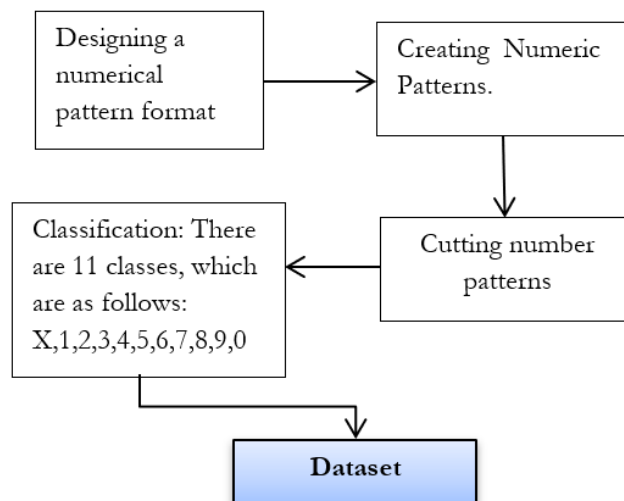 Designing a
numerical
pattern format
Creating Numeric
Patterns.
Cutting number
patterns
Classification: There
are 11 classes, which
are as follows:
X,1,2,3,4,5,6,7,8,9,0
Dataset